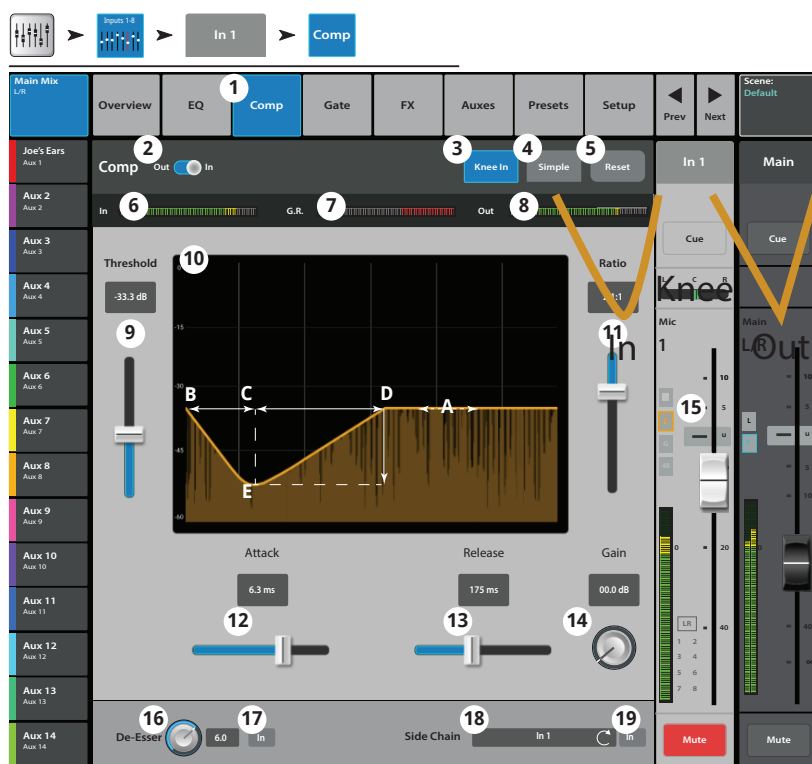 Inputs 1-8
In 1
Comp
Main Mix
L/R
Overview
EQ
1
Comp
Gate
FX
Auxes
Presets
Setup
Prev
Next
Scene:
Default
Joe's Ears
Aux 1
Aux 2
Aux 2
Aux 3
Aux 3
Aux 4
Aux 4
Aux 5
Aux 5
Aux 6
Aux 6
Aux 7
Aux 7
Aux 8
Aux 8
Aux 9
Aux 9
Aux 10
Aux 10
Aux 11
Aux 11
Aux 12
Aux 12
Aux 13
Aux 13
Aux 14
Aux 14
Comp
2
Out
In
3
Knee In
4
Simple
5
Reset
In
6
G.R.
7
Out
8
Threshold
-33.3 dB
9
10
0
-15
-30
-45
-60
B
C
D
A
E
Ratio
:1
11
Attack
6.3 ms
12
Release
175 ms
13
Gain
00.0 dB
14
De-Esser
16
6.0
17
In
Side Chain
18
In 1
19
In
In 1
Cue
L C R
Knee
In
Mic
1
10
15
5
u
0
20
LR
40
1 2
3 4
5 6
7 8
Mute
Main
Cue
Main
L/R
Out
10
5
L
u
5
10
0
20
40
Mute